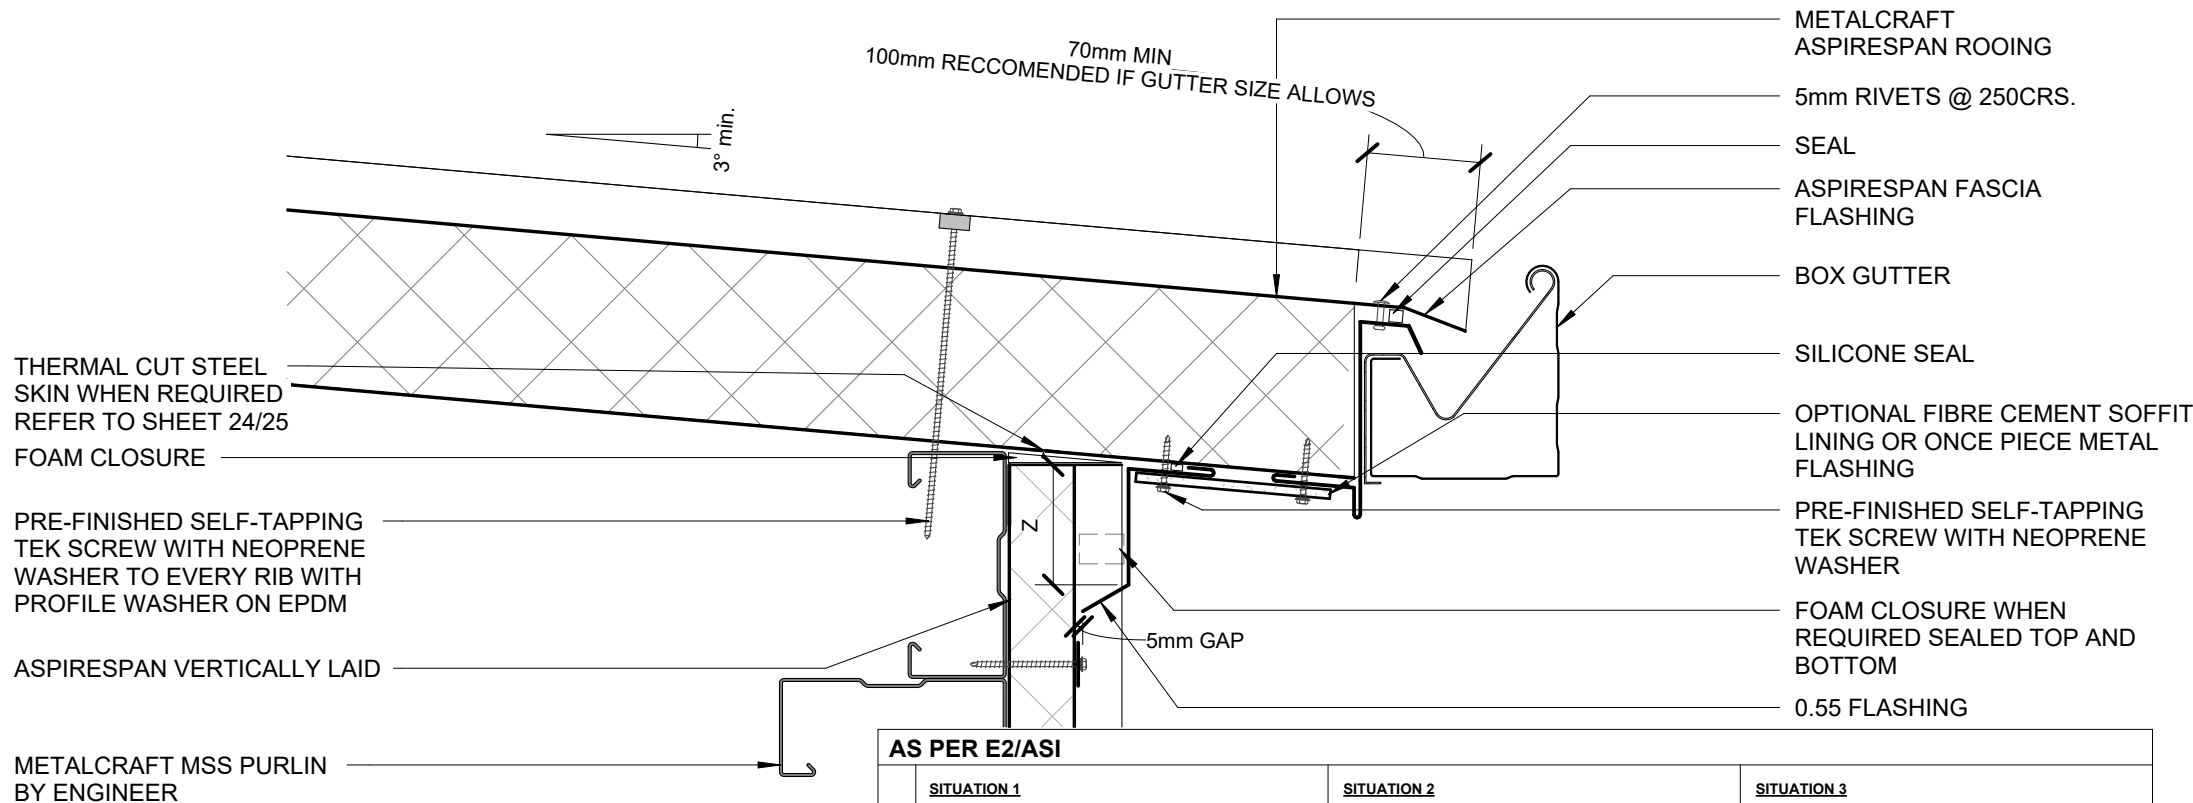 70mm MIN
100mm RECCOMENDED IF GUTTER SIZE ALLOWS
3° min.
METALCRAFT
ASPIRESPAN ROOING
5mm RIVETS @ 250CRS.
SEAL
ASPIRESPAN FASCIA
FLASHING
BOX GUTTER
SILICONE SEAL
OPTIONAL FIBRE CEMENT SOFFIT
LINING OR ONCE PIECE METAL
FLASHING
PRE-FINISHED SELF-TAPPING
TEK SCREW WITH NEOPRENE
WASHER
FOAM CLOSURE WHEN
REQUIRED SEALED TOP AND
BOTTOM
0.55 FLASHING
THERMAL CUT STEEL
SKIN WHEN REQUIRED
REFER TO SHEET 24/25
FOAM CLOSURE
PRE-FINISHED SELF-TAPPING
TEK SCREW WITH NEOPRENE
WASHER TO EVERY RIB WITH
PROFILE WASHER ON EPDM
ASPIRESPAN VERTICALLY LAID
METALCRAFT MSS PURLIN
BY ENGINEER
Z
5mm GAP
AS PER E2/ASI
SITUATION 1
SITUATION 2
SITUATION 3